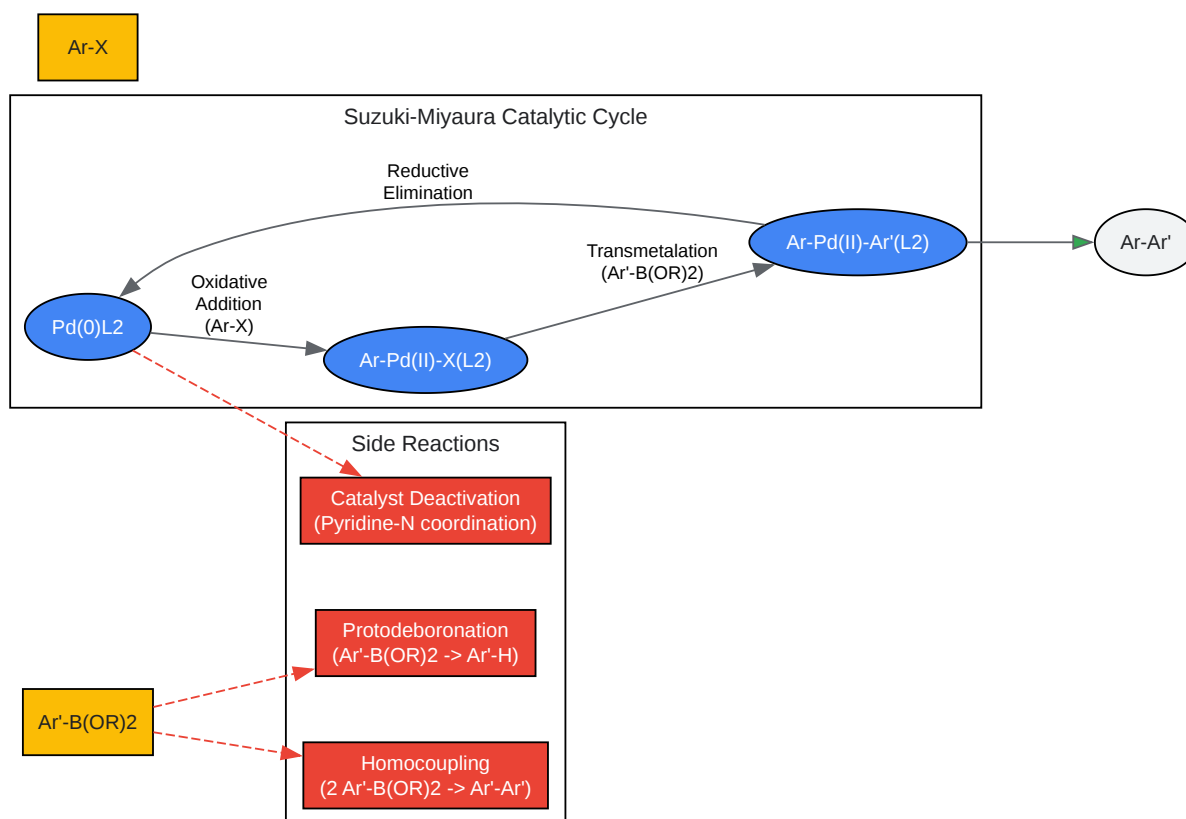 Ar-X
Suzuki-Miyaura Catalytic Cycle
Reductive
Elimination
Transmetalation
(Ar'-B(OR)2)
Ar-Pd(II)-Ar'(L2)
Ar-Ar'
Oxidative
Addition
(Ar-X)
Pd(0)L2
Ar-Pd(II)-X(L2)
Side Reactions
Catalyst Deactivation
(Pyridine-N coordination)
Protodeboronation
(Ar'-B(OR)2 -> Ar'-H)
Ar'-B(OR)2
Homocoupling
(2 Ar'-B(OR)2 -> Ar'-Ar')